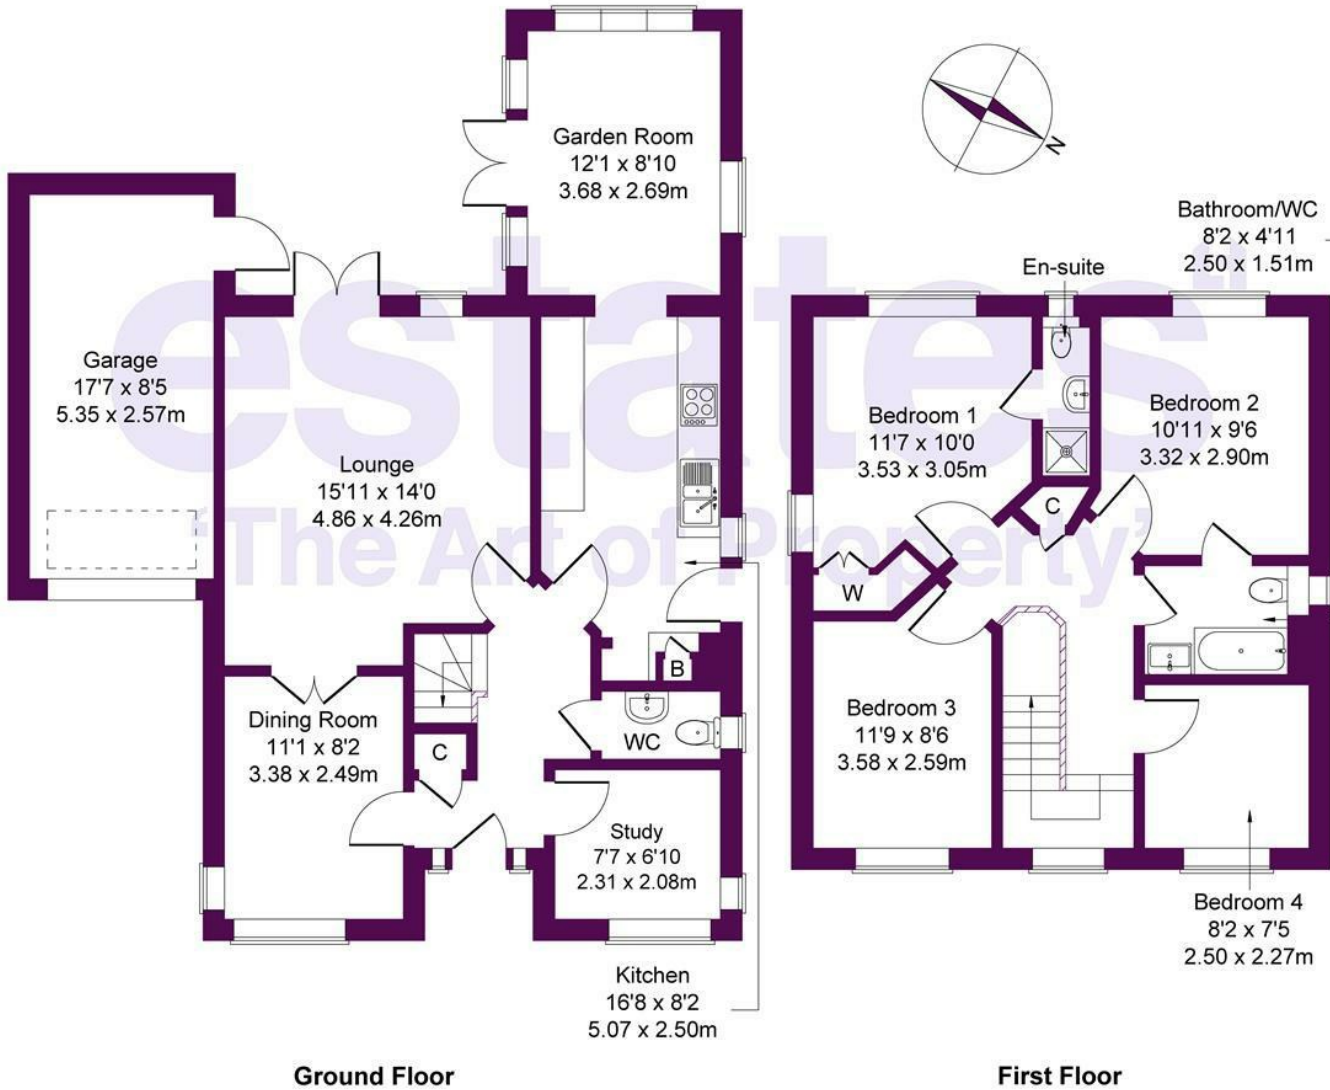 Garden Room
12'1 x 8'10
3.68 x 2.69m
N
Bathroom/WC
8'2 x 4'11
2.50 x 1.51m
En-suite
estates"
Garage
17'7 x 8'5
5.35 x 2.57m
Lounge
15'11 x 14'0
4.86 x 4.26m
Bedroom 1
11'7 x 10'0
3.53 x 3.05m
Bedroom 2
10'11 x 9'6
3.32 x 2.90m
C
"The Art of Property"
W
B
Dining Room
11'1 x 8'2
3.38 x 2.49m
WC
C
Study
7'7 x 6'10
2.31 x 2.08m
Bedroom 3
11'9 x 8'6
3.58 x 2.59m
Bedroom 4
8'2 x 7'5
2.50 x 2.27m
Kitchen
16'8 x 8'2
5.07 x 2.50m
Ground Floor
First Floor